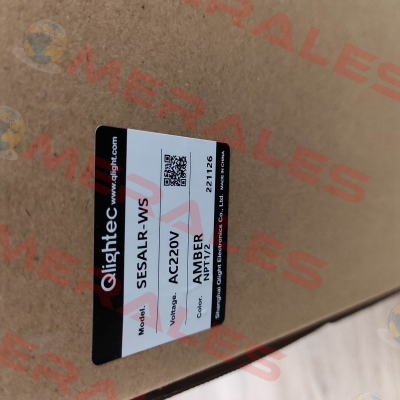 Qlightec www.qlight.com
Model. SESALR-WS
Voltage. AC220V
Color. AMBER
NPT1/2
221126
Shanghai Qlight Electronics Co., Ltd. MADE IN CHINA
MERALES
MERALES
MERALES